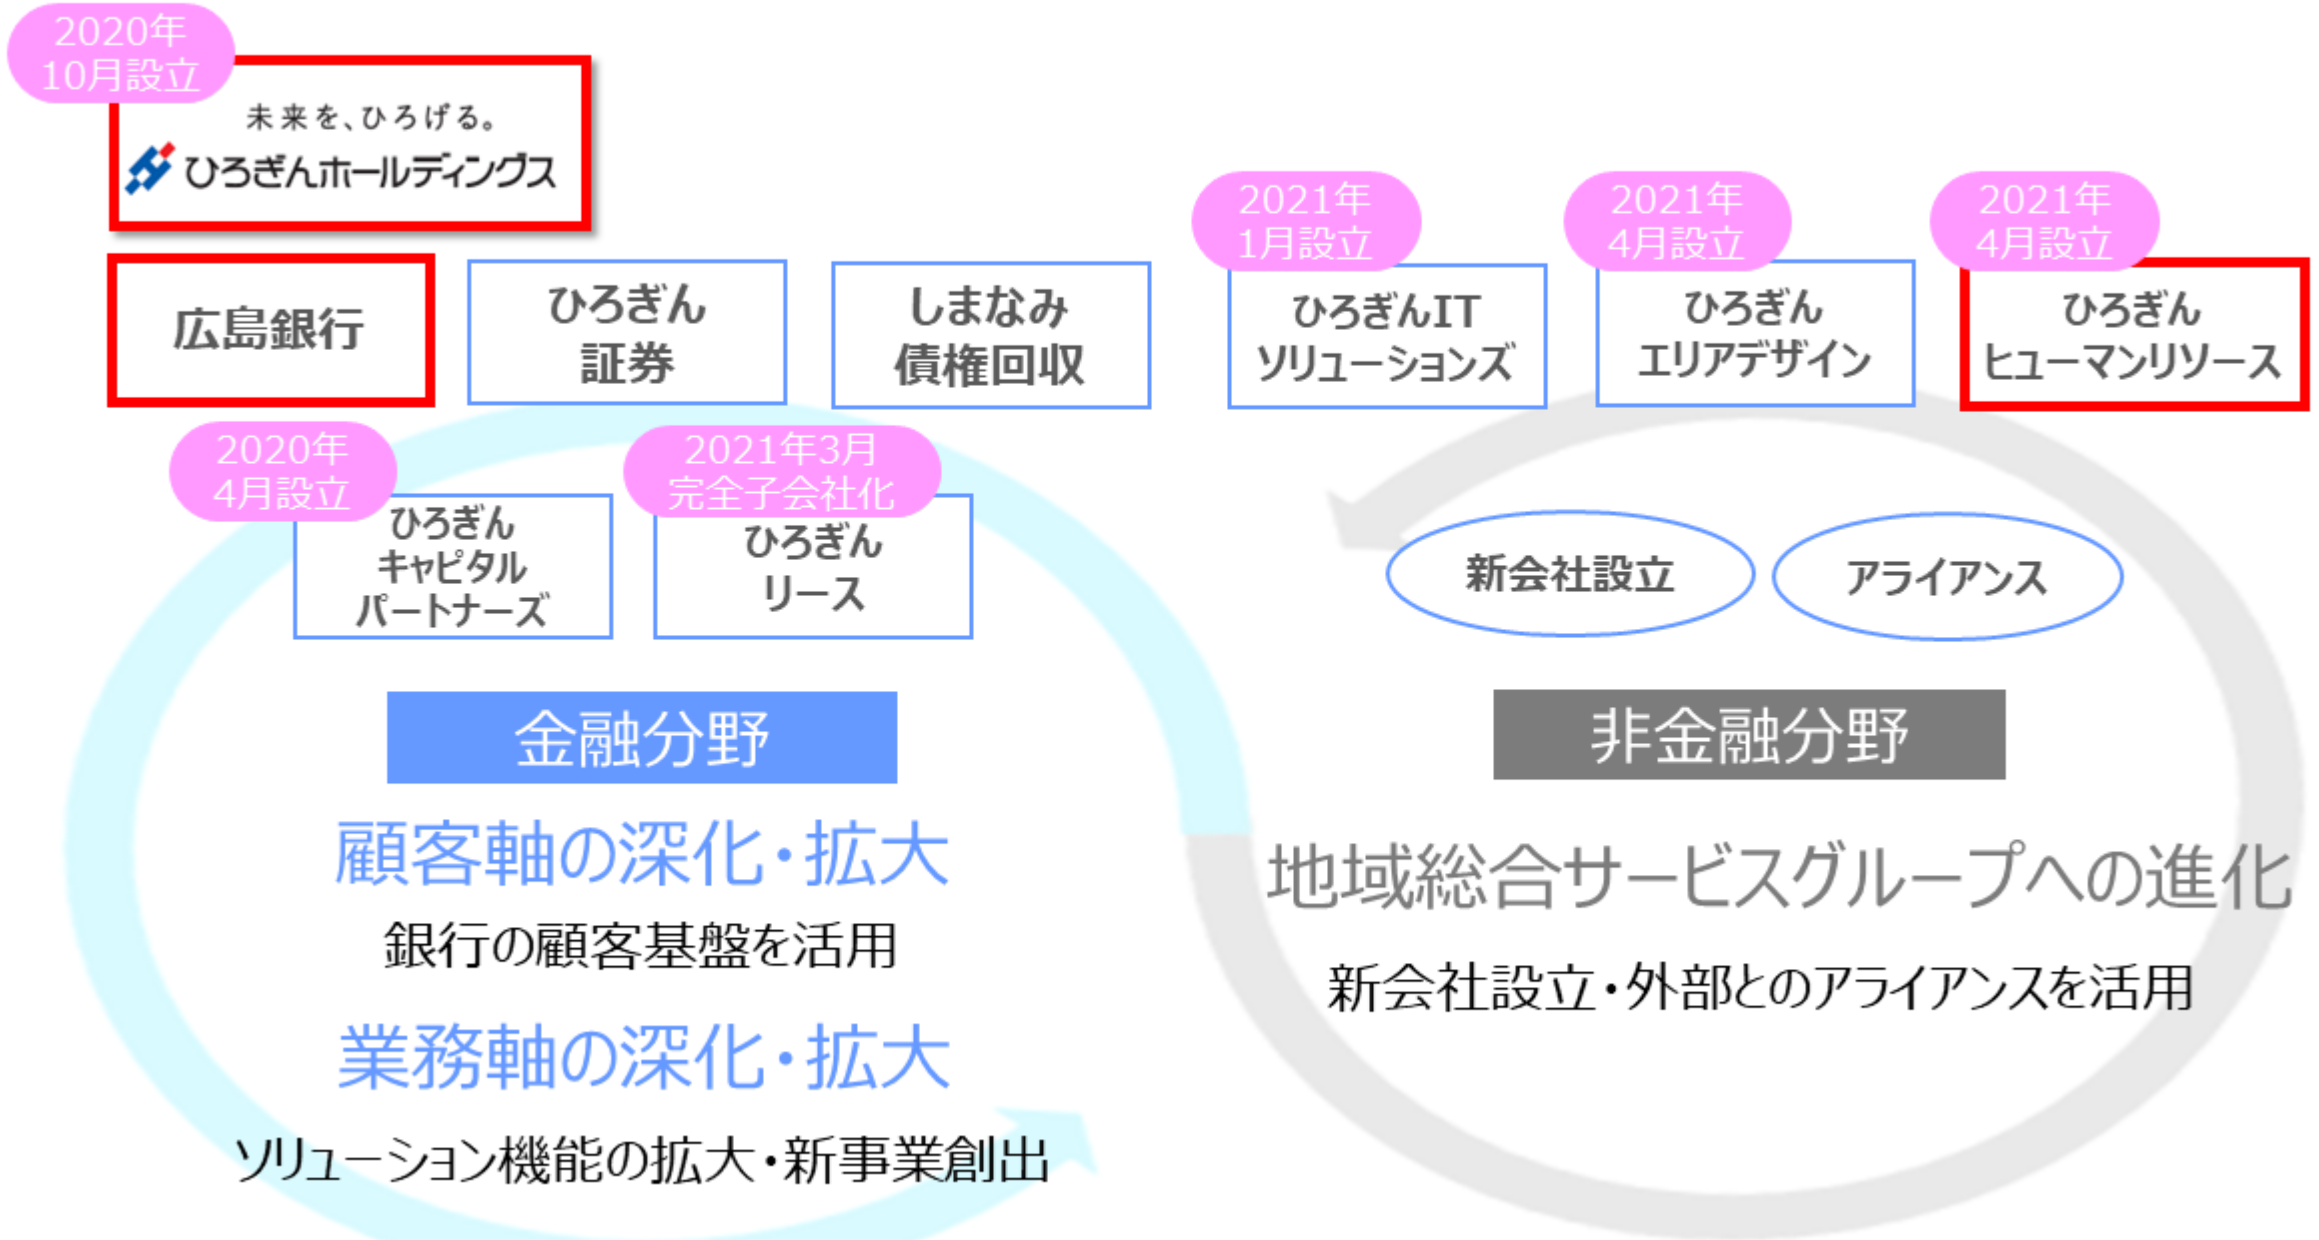 2020年
10月設立
未来を、ひろげる。
ひろぎんホールディングス
広島銀行
ひろぎん
証券
しまなみ
債権回収
2021年
1月設立
ひろぎんIT
ソリューションズ
2021年
4月設立
ひろぎん
エリアデザイン
2021年
4月設立
ひろぎん
ヒューマンリソース
2020年
4月設立
ひろぎん
キャピタル
パートナーズ
2021年3月
完全子会社化
ひろぎん
リース
新会社設立
アライアンス
金融分野
顧客軸の深化・拡大
銀行の顧客基盤を活用
業務軸の深化・拡大
ソリューション機能の拡大・新事業創出
非金融分野
地域総合サービスグループへの進化
新会社設立・外部とのアライアンスを活用